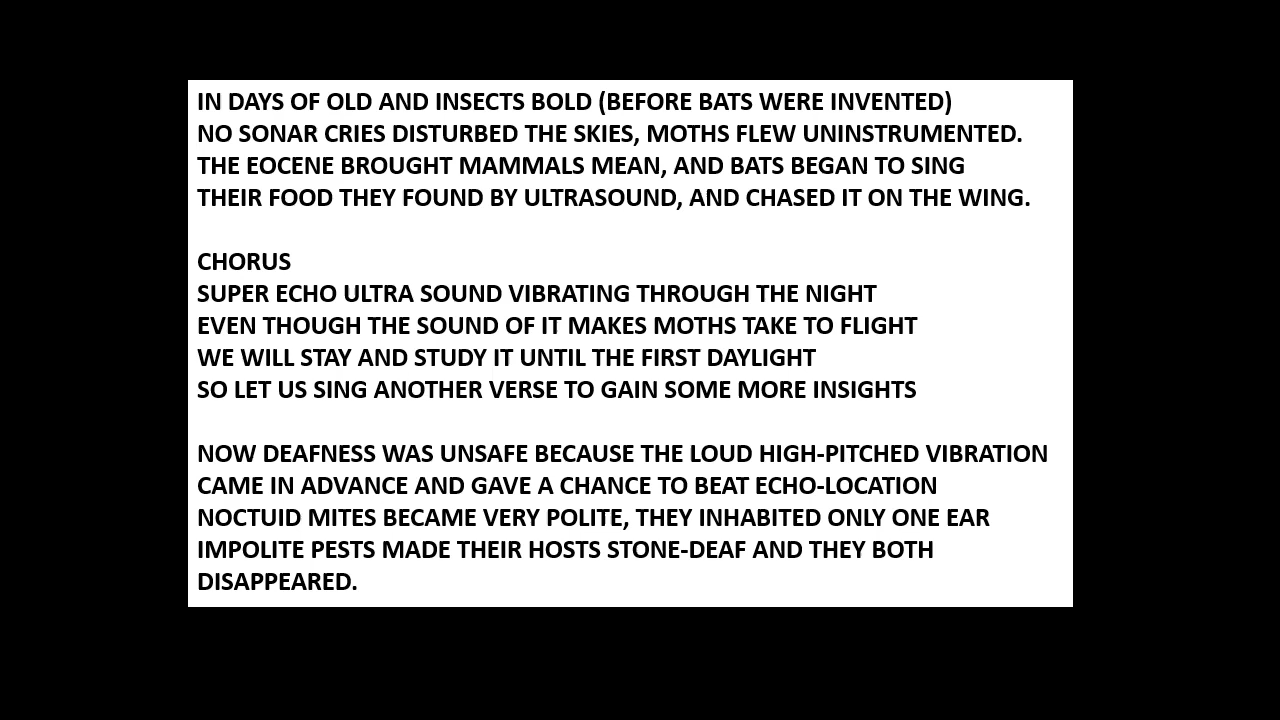 IN DAYS OF OLD AND INSECTS BOLD (BEFORE BATS WERE INVENTED)
NO SONAR CRIES DISTURBED THE SKIES, MOTHS FLEW UNINSTRUMENTED.
THE EOCENE BROUGHT MAMMALS MEAN, AND BATS BEGAN TO SING
THEIR FOOD THEY FOUND BY ULTRASOUND, AND CHASED IT ON THE WING.
CHORUS
SUPER ECHO ULTRA SOUND VIBRATING THROUGH THE NIGHT
EVEN THOUGH THE SOUND OF IT MAKES MOTHS TAKE TO FLIGHT
WE WILL STAY AND STUDY IT UNTIL THE FIRST DAYLIGHT
SO LET US SING ANOTHER VERSE TO GAIN SOME MORE INSIGHTS
NOW DEAFNESS WAS UNSAFE BECAUSE THE LOUD HIGH-PITCHED VIBRATION
CAME IN ADVANCE AND GAVE A CHANCE TO BEAT ECHO-LOCATION
NOCTUID MITES BECAME VERY POLITE, THEY INHABITED ONLY ONE EAR
IMPOLITE PESTS MADE THEIR HOSTS STONE-DEAF AND THEY BOTH
DISAPPEARED.